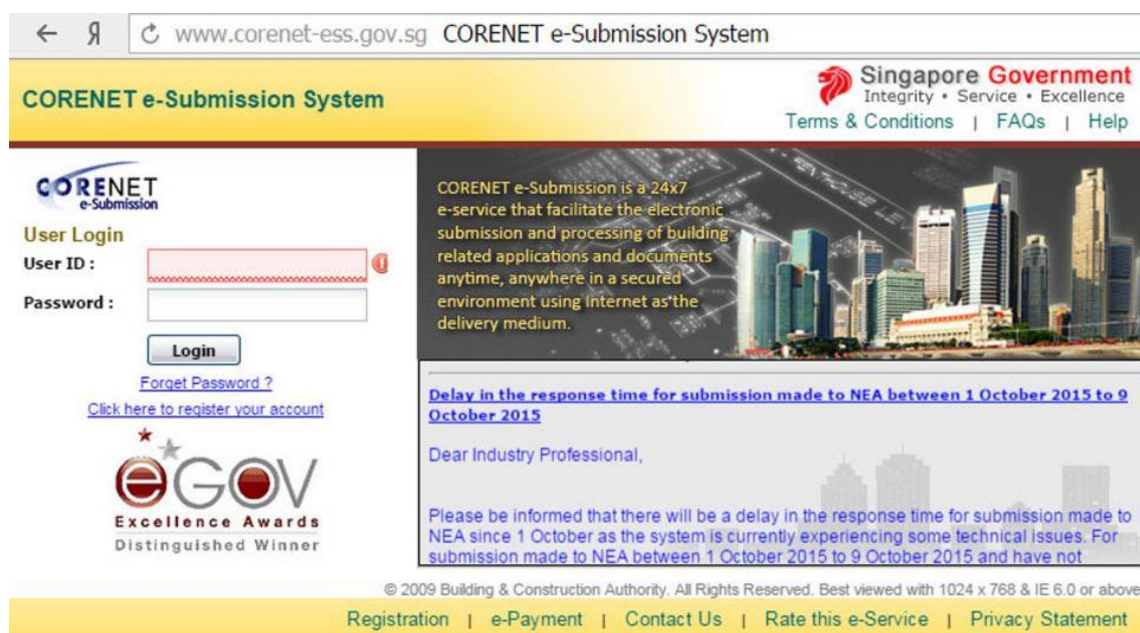 ← Я www.corenet-ess.gov.sg CORENET e-Submission System
CORENET e-Submission System
Singapore Government
Integrity • Service • Excellence
Terms & Conditions | FAQs | Help
CORENET
e-Submission
User Login
User ID :
Password :
Login
Forget Password ?
Click here to register your account
eGOV
Excellence Awards
Distinguished Winner
PENTHOUSE LE
CORENET e-Submission is a 24x7
e-service that facilitate the electronic
submission and processing of building
related applications and documents
anytime, anywhere in a secured
environment using Internet as the
delivery medium.
Delay in the response time for submission made to NEA between 1 October 2015 to 9
October 2015
Dear Industry Professional,
Please be informed that there will be a delay in the response time for submission made to
NEA since 1 October as the system is currently experiencing some technical issues. For
submission made to NEA between 1 October 2015 to 9 October 2015 and have not
© 2009 Building & Construction Authority. All Rights Reserved. Best viewed with 1024 x 768 & IE 6.0 or above
Registration | e-Payment | Contact Us | Rate this e-Service | Privacy Statement